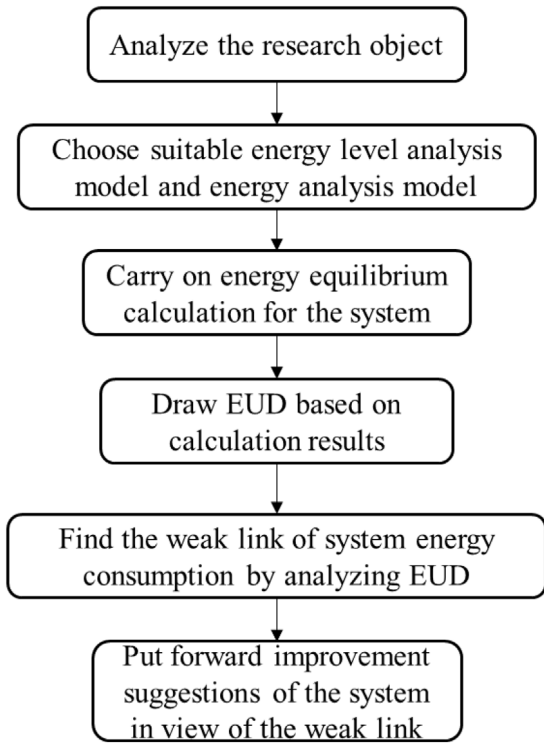 Analyze the research object
Choose suitable energy level analysis
model and energy analysis model
Carry on energy equilibrium
calculation for the system
Draw EUD based on
calculation results
Find the weak link of system energy
consumption by analyzing EUD
Put forward improvement
suggestions of the system
in view of the weak link